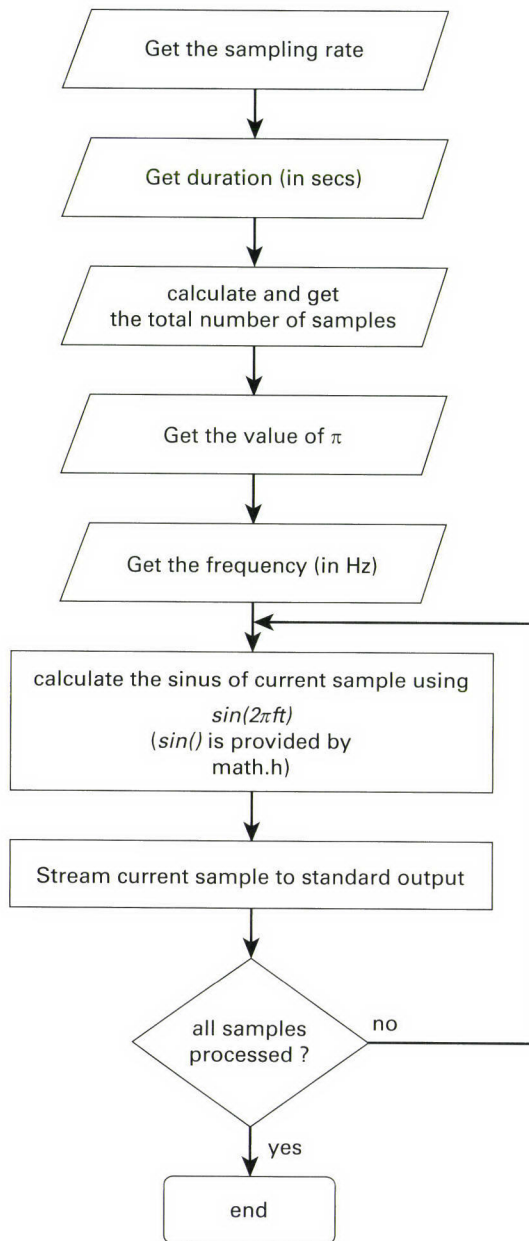 Get the sampling rate
Get duration (in secs)
calculate and get
the total number of samples
Get the value of π
Get the frequency (in Hz)
calculate the sinus of current sample using
sin(2πft)
(sin() is provided by
math.h)
Stream current sample to standard output
all samples
processed ?
no
yes
end